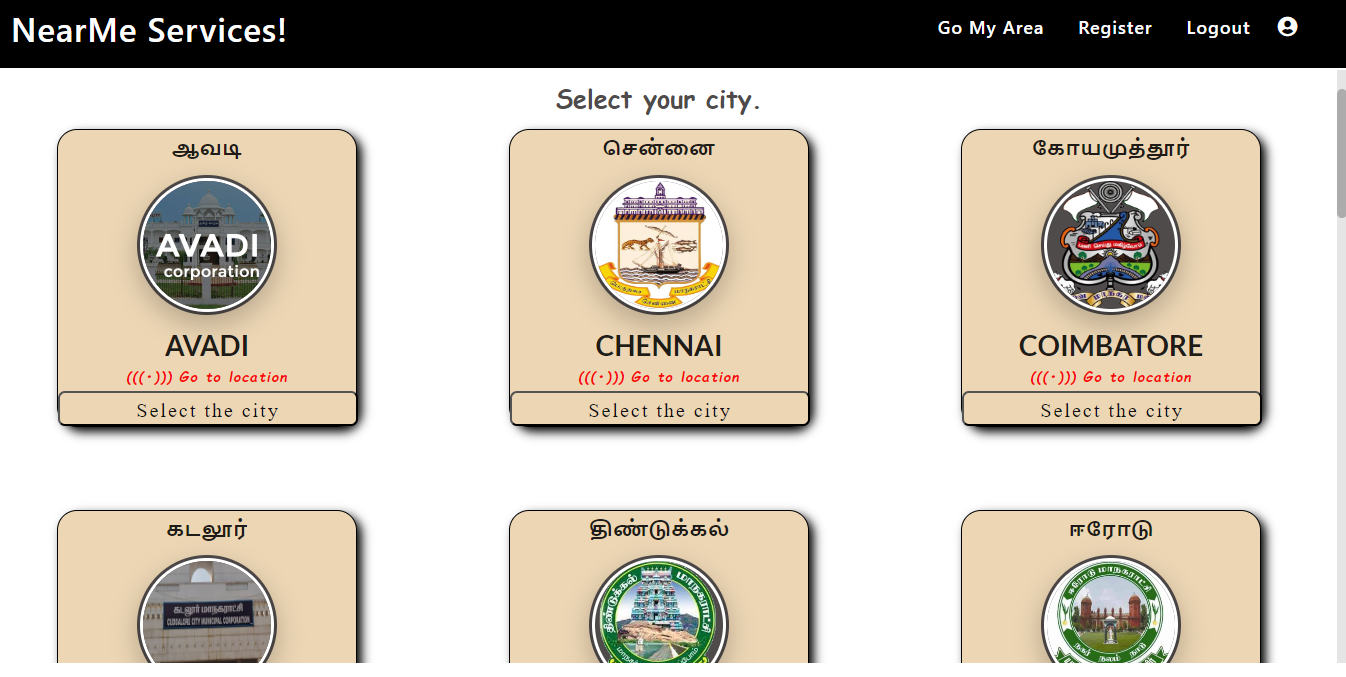 NearMe Services!
Go My Area Register Logout
Select your city.
ஆவடி
AVADI
corporation
AVADI
(((·))) Go to location
Select the city
சென்னை
CHENNAI
(((·))) Go to location
Select the city
கோயமுத்தூர்
COIMBATORE
(((·))) Go to location
Select the city
கடலூர்
கடலூர் மாநகராட்சி
CUDDALORE CITY MUNICIPAL CORPORATION
திண்டுக்கல்
திண்டுக்கல் மாநகராட்சி
ஈரோடு
ஈரோடு மாநகராட்சி
நகர் நலம் நாடு